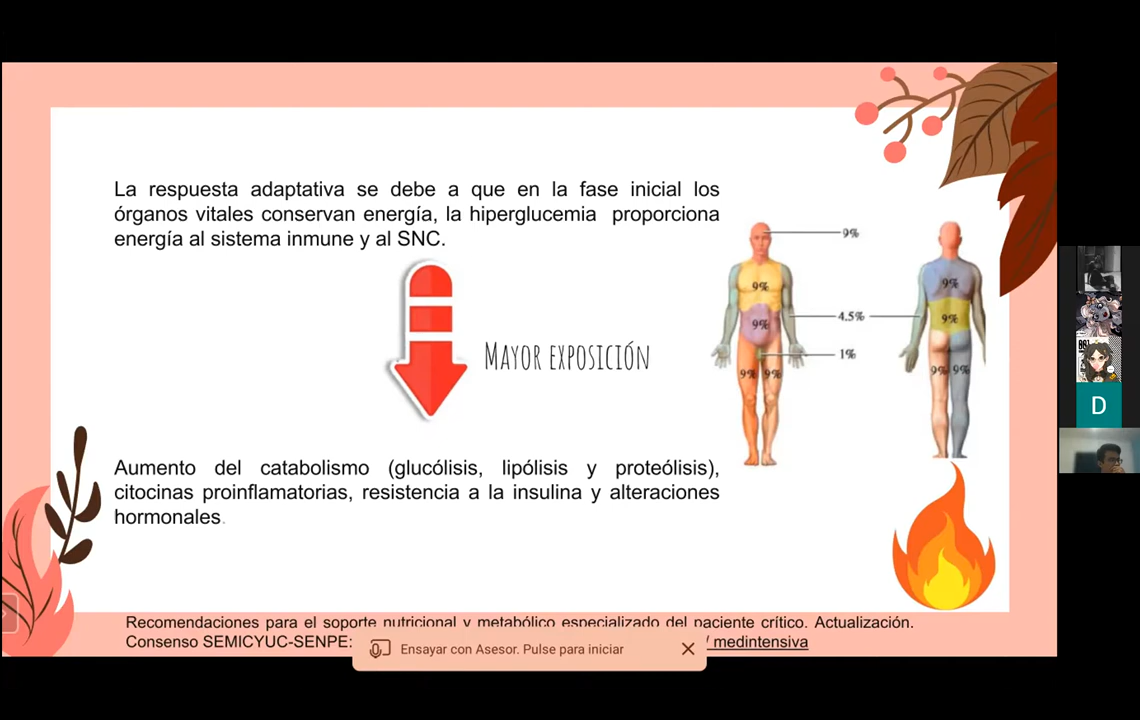 La respuesta adaptativa se debe a que en la fase inicial los
órganos vitales conservan energía, la hiperglucemia proporciona
energía al sistema inmune y al SNC.
MAYOR EXPOSICIÓN
Aumento del catabolismo (glucólisis, lipólisis y proteólisis),
citocinas proinflamatorias, resistencia a la insulina y alteraciones
hormonales.
9%
9%
9%
4.5%
1%
9% 9%
9%
9%
9% 9%
D
Recomendaciones para el soporte nutricional y metabólico especializado del paciente crítico. Actualización.
Consenso SEMICYUC-SENPE: / medintensiva
Ensayar con Asesor. Pulse para iniciar